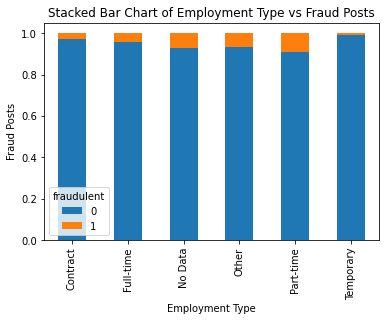 Stacked Bar Chart of Employment Type vs Fraud Posts
Fraud Posts
1.0
0.8
0.6
0.4
0.2
0.0
fraudulent
0
1
Contract
Full-time
No Data
Other
Part-time
Temporary
Employment Type